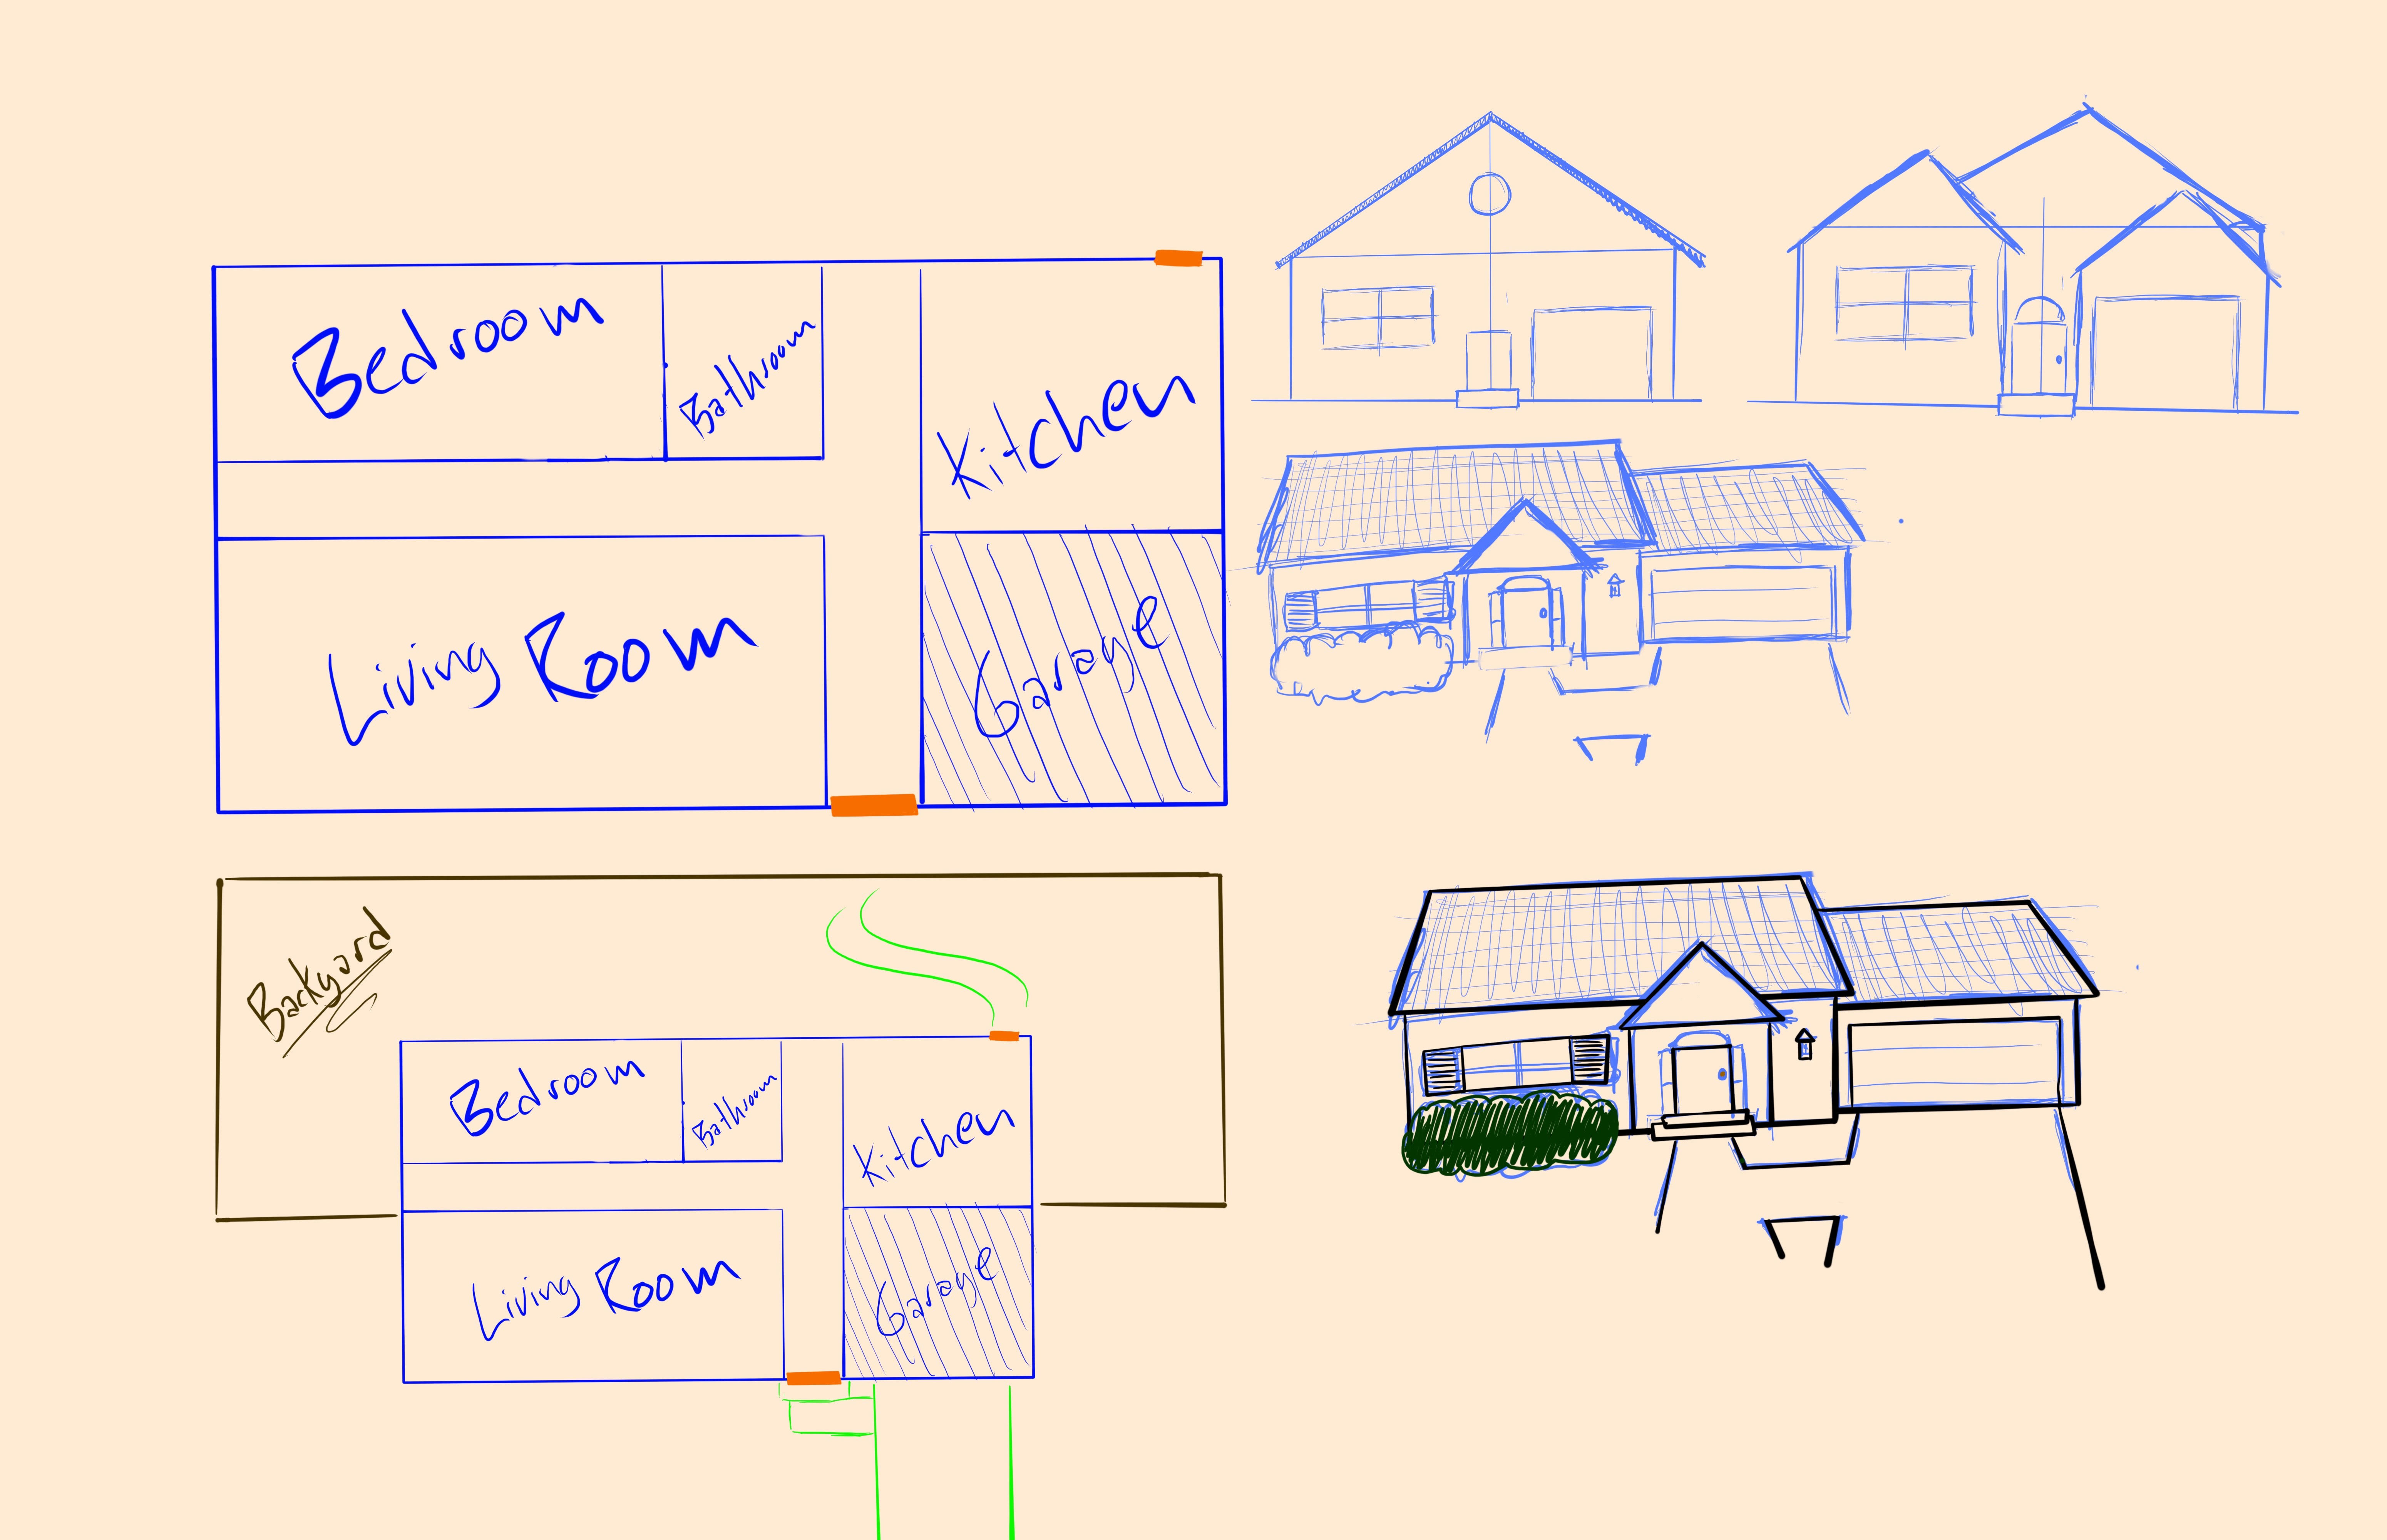 Bedroom
Bathroom
Kitchen
Living Room
Garage
Backyard
Bedroom
Bathroom
Kitchen
Living Room
Garage